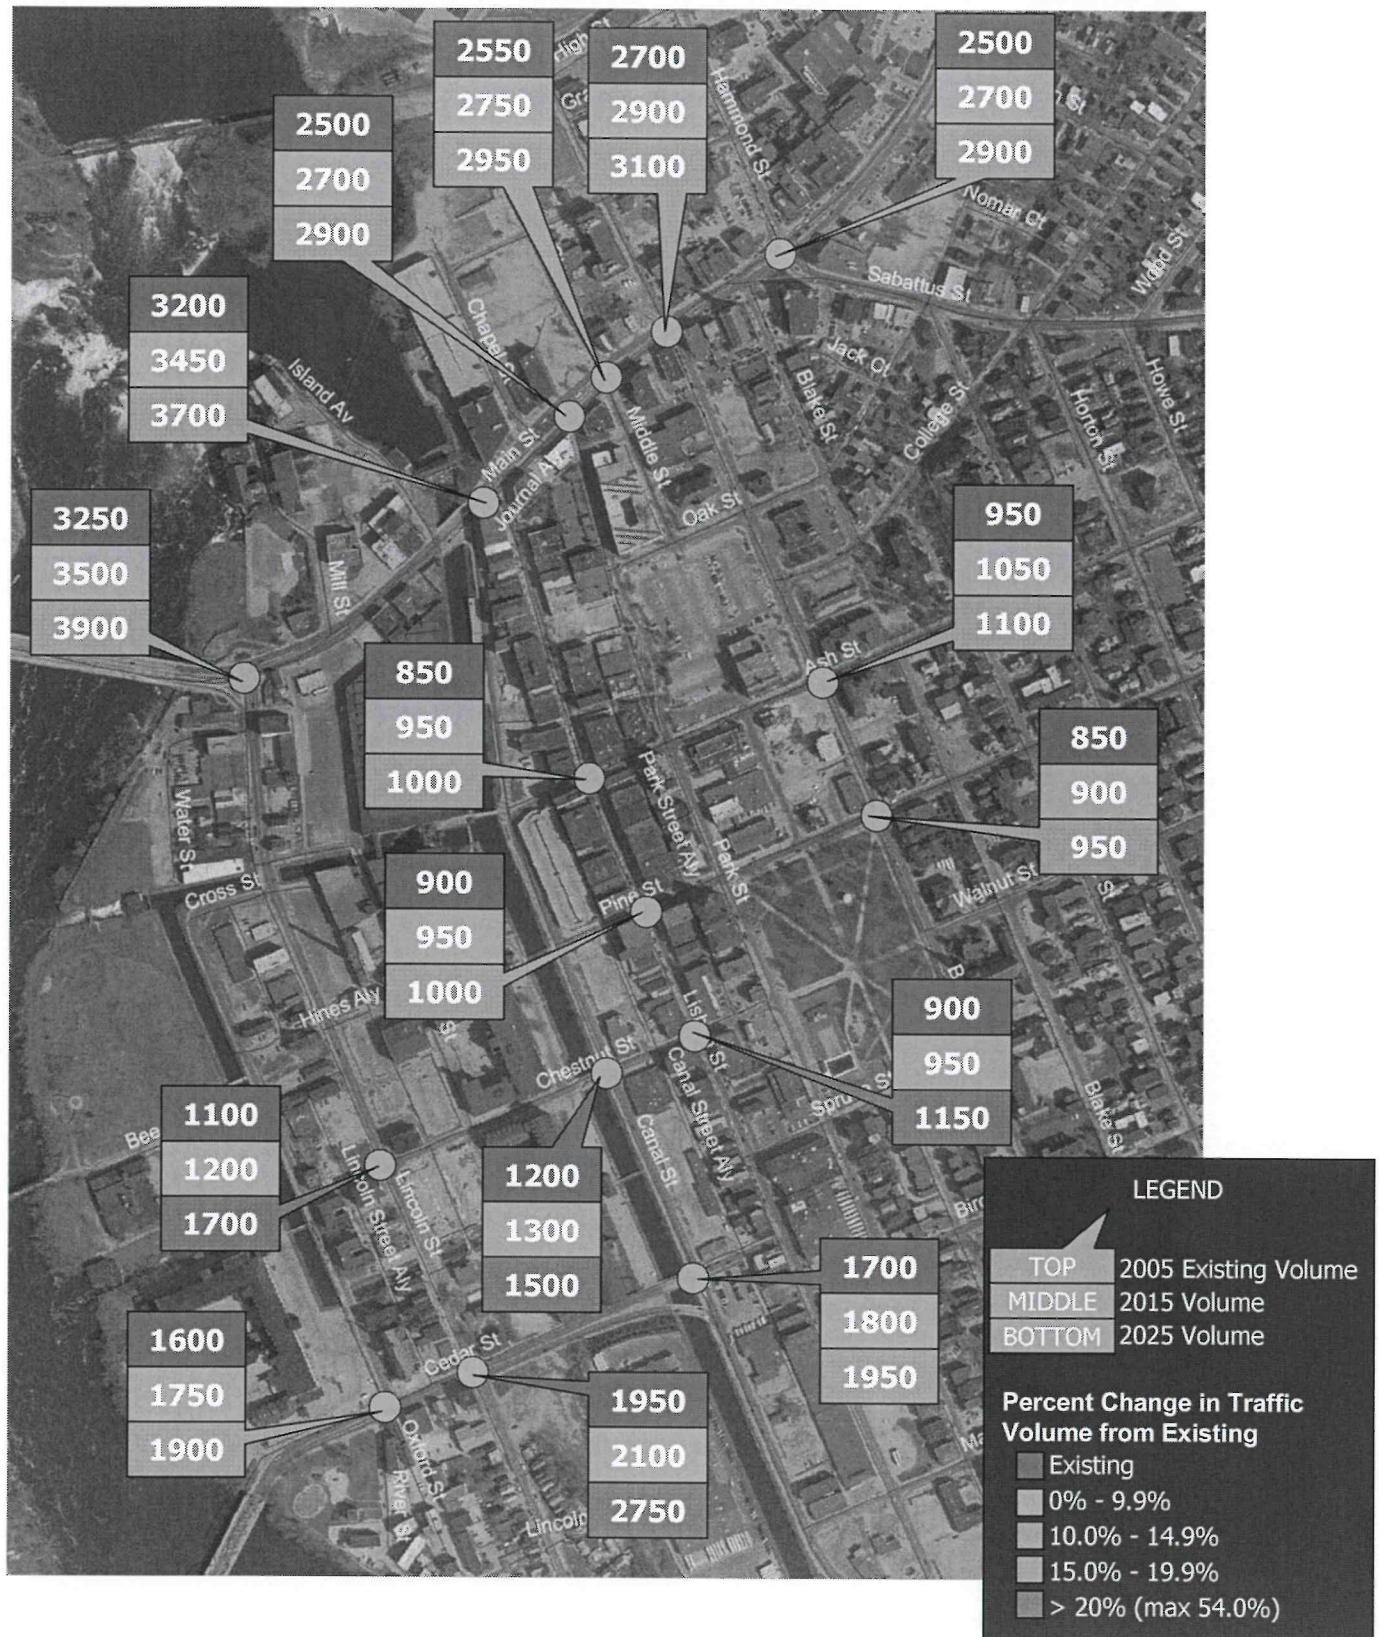 High St
2550
2750
2950
2700
2900
3100
2500
2700
2900
2500
2700
2900
Hammond St
Nomar Ct
Wood St
Sabattus St
3200
3450
3700
Chapel St
Island Av
Jack Ct
Blake St
College St
Howe St
Horton St
Main St
Journal Av
Middle St
Oak St
3250
3500
3900
Mill St
950
1050
1100
Ash St
850
950
1000
850
900
950
Water St
Park Street Aly
Park St
Cross St
900
950
1000
Pine St
Walnut St
St
B
Hines Aly
St
Chestnut St
Canal Street Aly
900
950
1150
Blake St
1100
1200
1700
Bee
Lincoln Street Aly
Lincoln St
1200
1300
1500
Canal St
1700
1800
1950
1600
1750
1900
Cedar St
Oxford St
River St
1950
2100
2750
Lincoln
LEGEND
TOP 2005 Existing Volume
MIDDLE 2015 Volume
BOTTOM 2025 Volume
Percent Change in Traffic
Volume from Existing
Existing
0% - 9.9%
10.0% - 14.9%
15.0% - 19.9%
> 20% (max 54.0%)